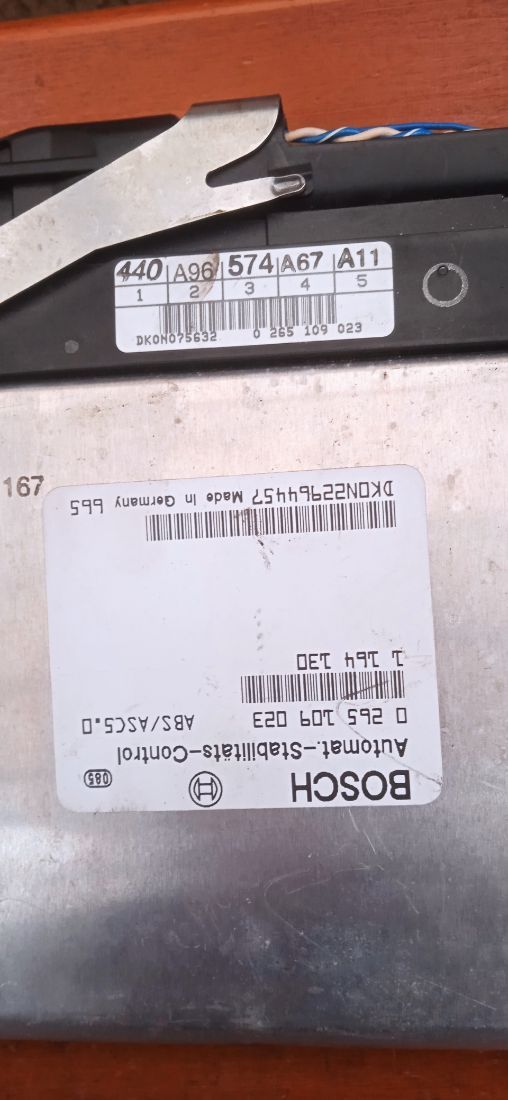 440 A96 574 A67 A11
1 2 3 4 5
DKON075632 0 265 109 023
167
BOSCH
085
Automat.-Stabilitäts-Control
0 265 109 023 ABS/ASC5.0
1 164 130
DKON22964457 Made in Germany 665